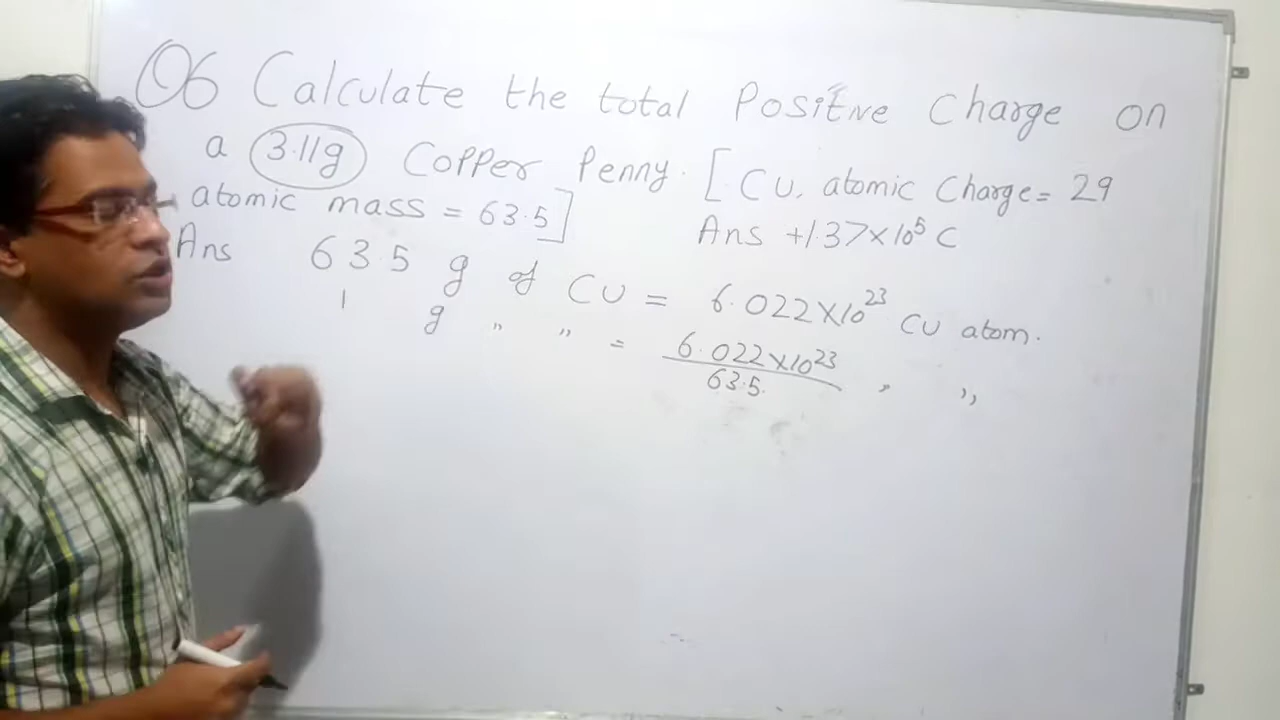 Q6 Calculate the total Positive Charge on
a 3.11g Copper Penny. [CU. atomic Charge = 29
atomic mass = 63.5] Ans +1.37×10⁵ C
Ans 63.5 g of CU = 6.022×10²³ CU atom.
1 g " " = 6.022×10²³ / 63.5 " "